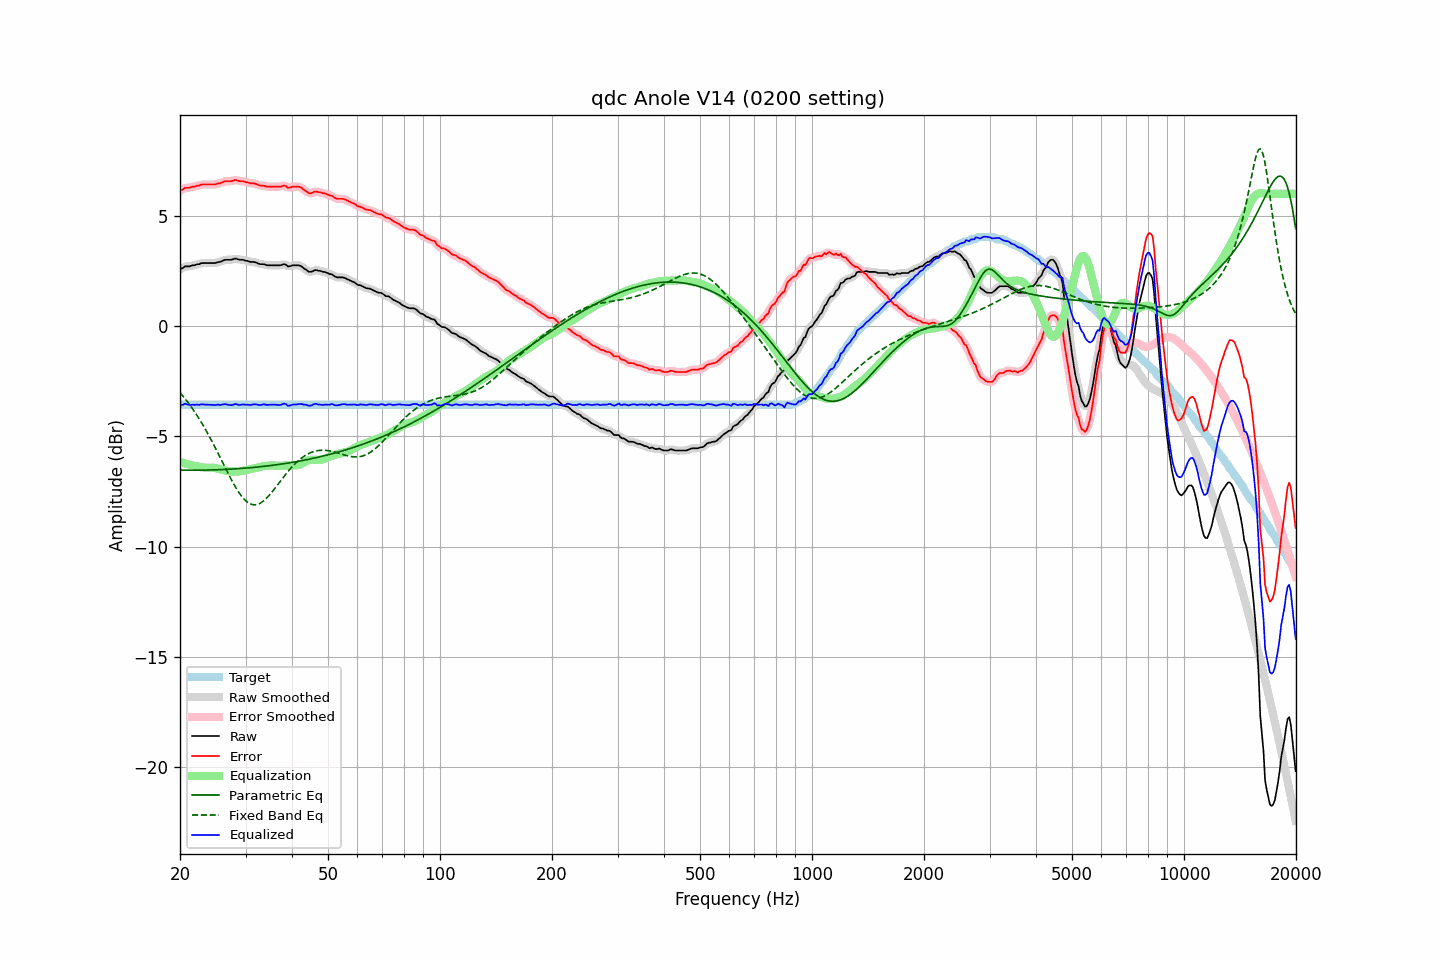 qdc Anole V14 (0200 setting)
Amplitude (dBr)
5
0
−5
−10
−15
−20
Target
Raw Smoothed
Error Smoothed
Raw
Error
Equalization
Parametric Eq
Fixed Band Eq
Equalized
20
50
100
200
500
1000
2000
5000
10000
20000
Frequency (Hz)